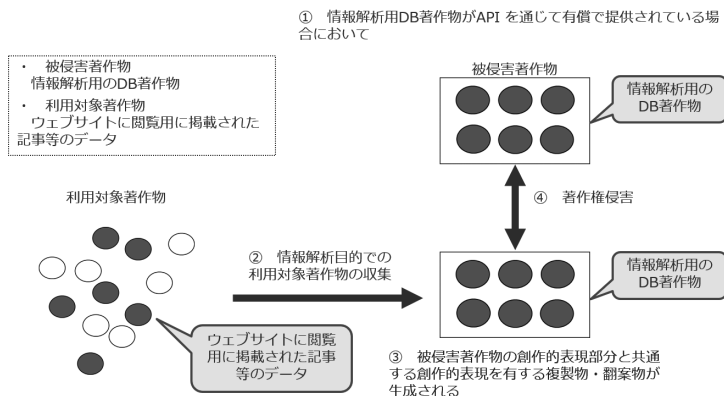 ① 情報解析用DB著作物がAPI を通じて有償で提供されている場
合において
・ 被侵害著作物
情報解析用のDB著作物
・ 利用対象著作物
ウェブサイトに閲覧用に掲載された
記事等のデータ
被侵害著作物
情報解析用の
DB著作物
④ 著作権侵害
利用対象著作物
② 情報解析目的での
利用対象著作物の収集
情報解析用の
DB著作物
ウェブサイトに閲覧
用に掲載された記事
等のデータ
③ 被侵害著作物の創作的表現部分と共通
する創作的表現を有する複製物・翻案物が
生成される